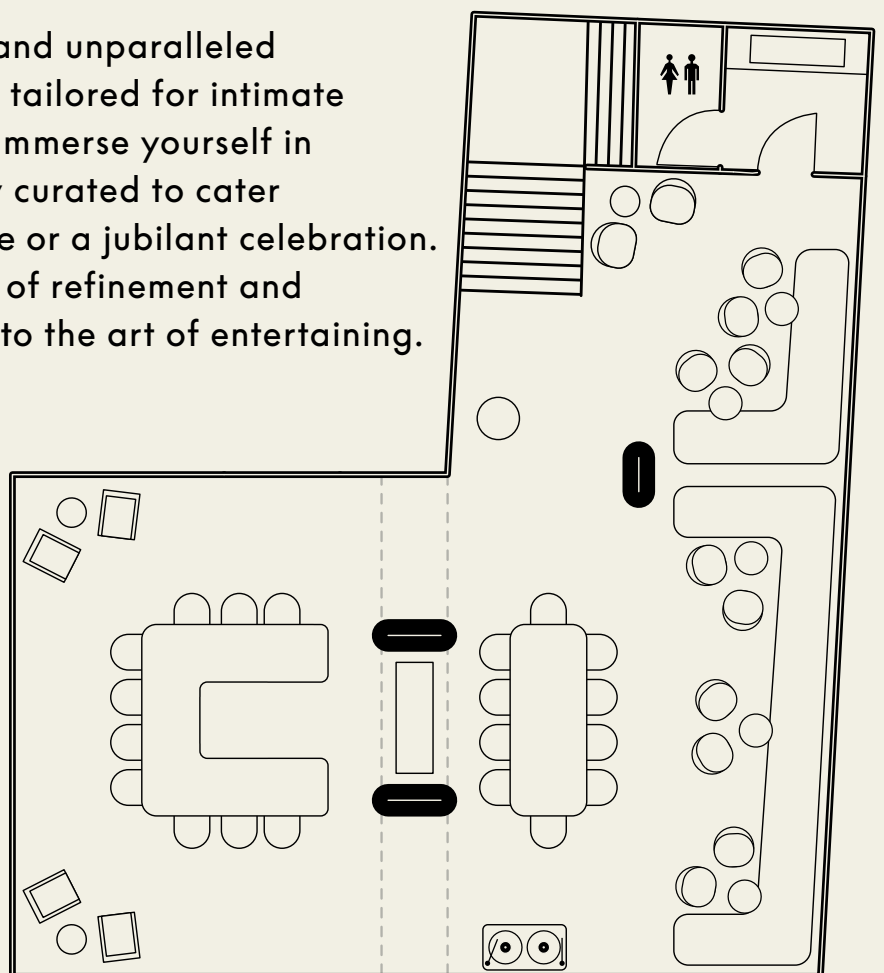 and unparalleled
tailored for intimate
mmerse yourself in
curated to cater
e or a jubilant celebration.
of refinement and
to the art of entertaining.